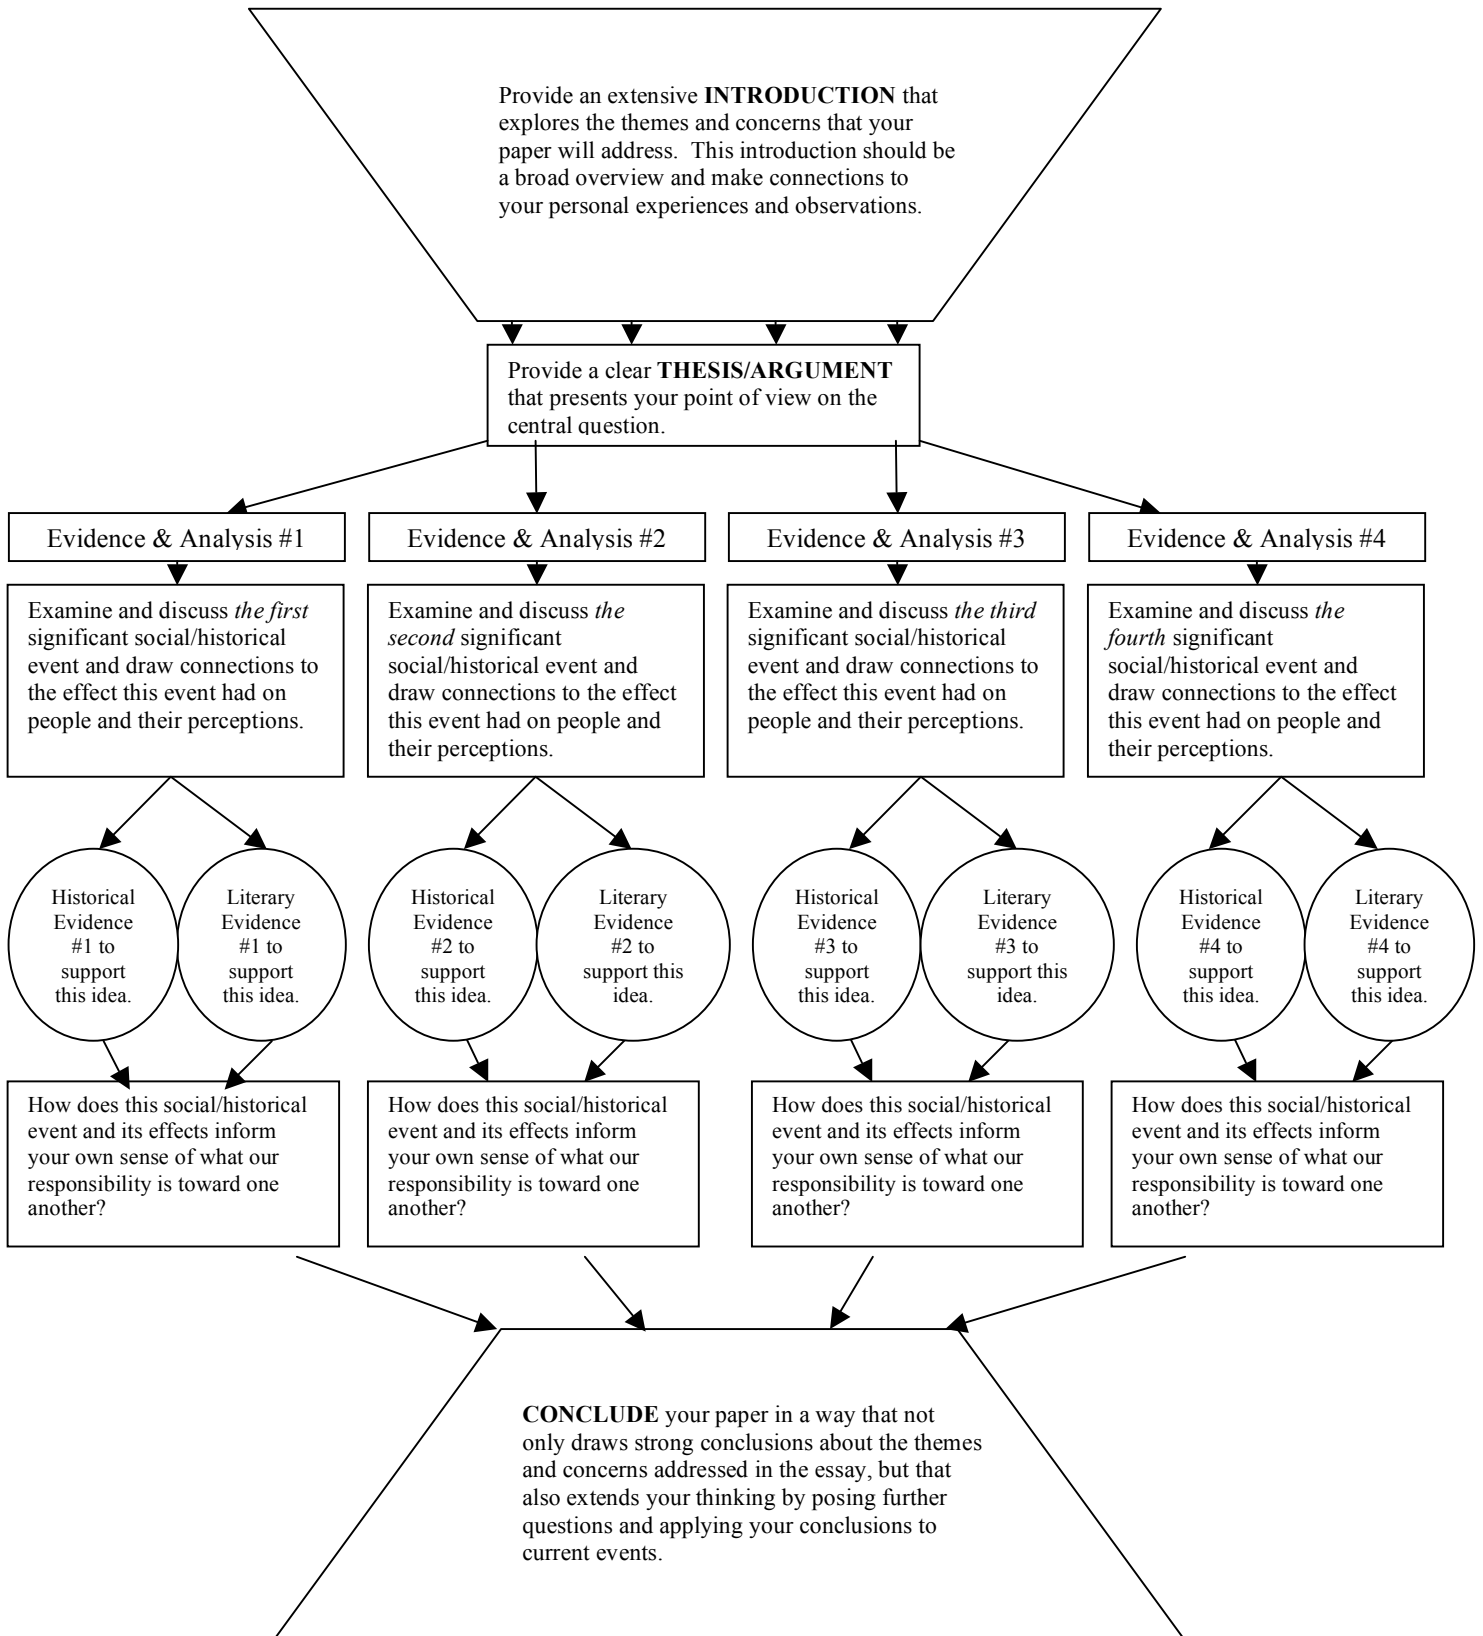 Provide an extensive INTRODUCTION that
explores the themes and concerns that your
paper will address.  This introduction should be
a broad overview and make connections to
your personal experiences and observations.
Provide a clear THESIS/ARGUMENT
that presents your point of view on the
central question.
Evidence & Analysis #1
Evidence & Analysis #2
Evidence & Analysis #3
Evidence & Analysis #4
Examine and discuss the first
significant social/historical
event and draw connections to
the effect this event had on
people and their perceptions.
Examine and discuss the
second significant
social/historical event and
draw connections to the effect
this event had on people and
their perceptions.
Examine and discuss the third
significant social/historical
event and draw connections to
the effect this event had on
people and their perceptions.
Examine and discuss the
fourth significant
social/historical event and
draw connections to the effect
this event had on people and
their perceptions.
Historical
Evidence
#1 to
support
this idea.
Literary
Evidence
#1 to
support
this idea.
Historical
Evidence
#2 to
support
this idea.
Literary
Evidence
#2 to
support this
idea.
Historical
Evidence
#3 to
support
this idea.
Literary
Evidence
#3 to
support this
idea.
Historical
Evidence
#4 to
support
this idea.
Literary
Evidence
#4 to
support
this idea.
How does this social/historical
event and its effects inform
your own sense of what our
responsibility is toward one
another?
How does this social/historical
event and its effects inform
your own sense of what our
responsibility is toward one
another?
How does this social/historical
event and its effects inform
your own sense of what our
responsibility is toward one
another?
How does this social/historical
event and its effects inform
your own sense of what our
responsibility is toward one
another?
CONCLUDE your paper in a way that not
only draws strong conclusions about the themes
and concerns addressed in the essay, but that
also extends your thinking by posing further
questions and applying your conclusions to
current events.